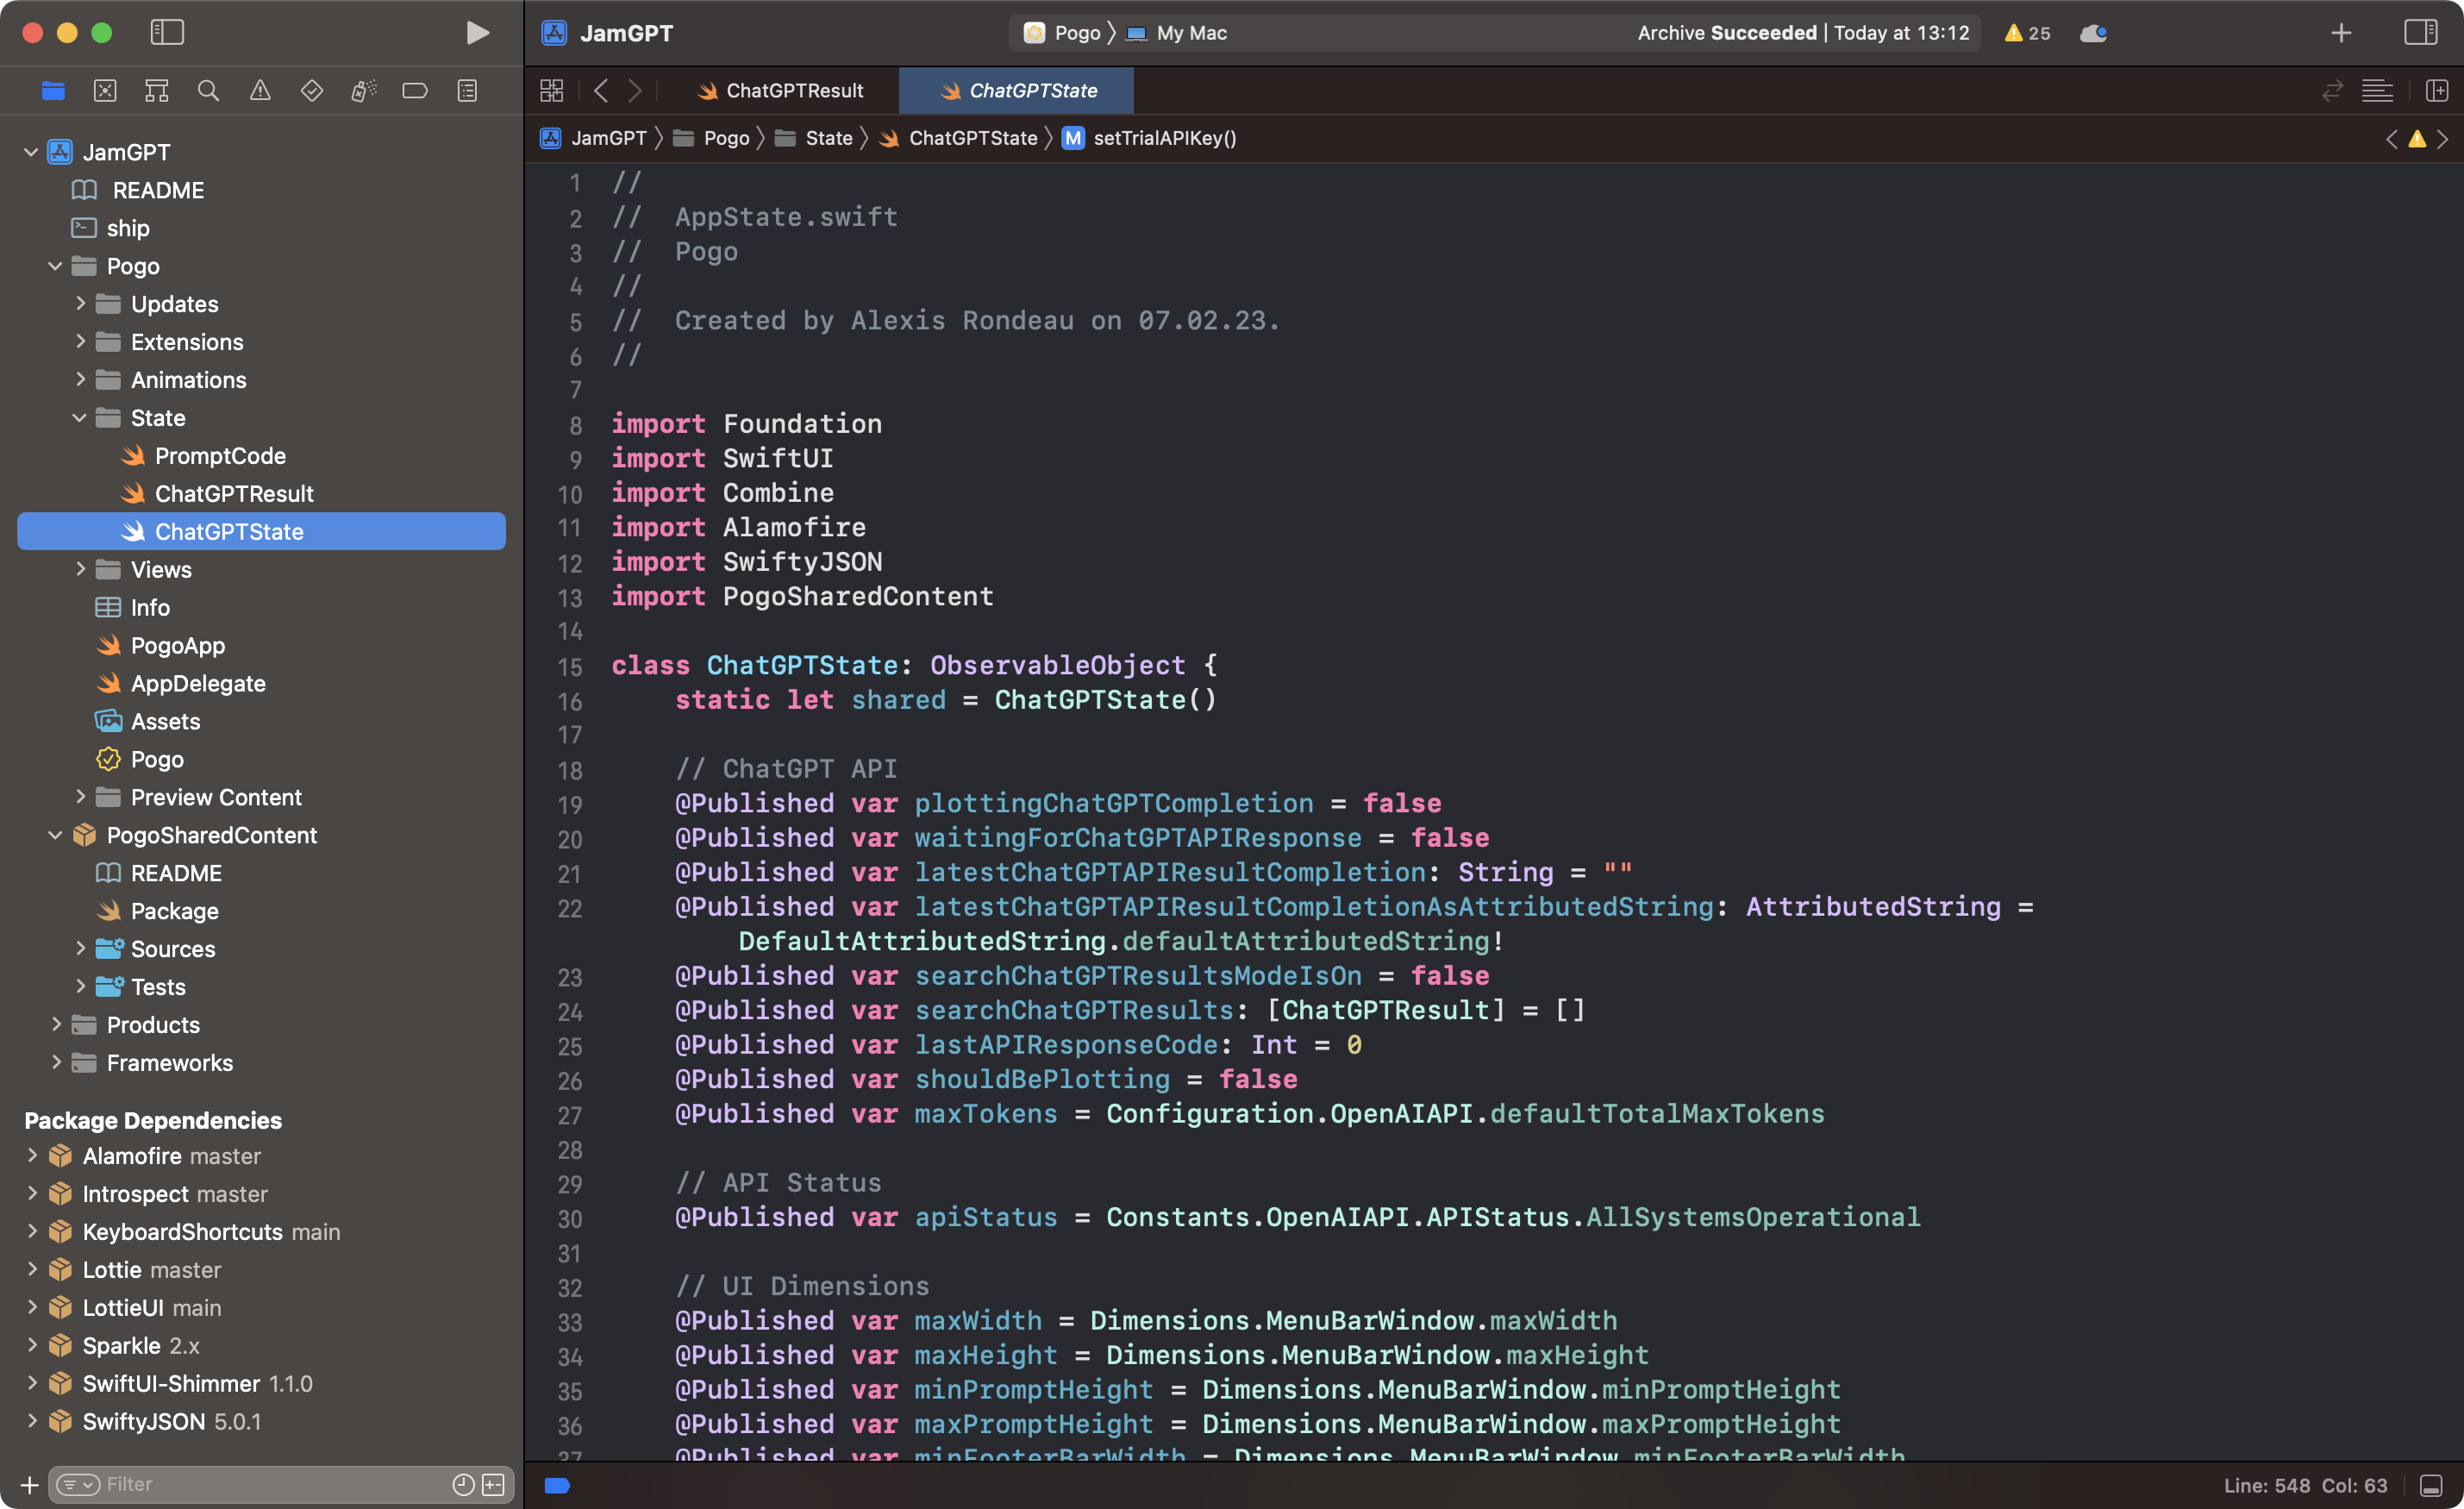 JamGPT
Pogo
My Mac
Archive Succeeded | Today at 13:12
25
ChatGPTResult
ChatGPTState
JamGPT
Pogo
State
ChatGPTState
M
setTrialAPIKey()
JamGPT
README
ship
Pogo
Updates
Extensions
Animations
State
PromptCode
ChatGPTResult
ChatGPTState
Views
Info
PogoApp
AppDelegate
Assets
Pogo
Preview Content
PogoSharedContent
README
Package
Sources
Tests
Products
Frameworks
Package Dependencies
Alamofire master
Introspect master
KeyboardShortcuts main
Lottie master
LottieUI main
Sparkle 2.x
SwiftUI-Shimmer 1.1.0
SwiftyJSON 5.0.1
Filter
1 //
2 //  AppState.swift
3 //  Pogo
4 //
5 //  Created by Alexis Rondeau on 07.02.23.
6 //
7
8 import Foundation
9 import SwiftUI
10 import Combine
11 import Alamofire
12 import SwiftyJSON
13 import PogoSharedContent
14
15 class ChatGPTState: ObservableObject {
16     static let shared = ChatGPTState()
17
18     // ChatGPT API
19     @Published var plottingChatGPTCompletion = false
20     @Published var waitingForChatGPTAPIResponse = false
21     @Published var latestChatGPTAPIResultCompletion: String = ""
22     @Published var latestChatGPTAPIResultCompletionAsAttributedString: AttributedString =
DefaultAttributedString.defaultAttributedString!
23     @Published var searchChatGPTResultsModeIsOn = false
24     @Published var searchChatGPTResults: [ChatGPTResult] = []
25     @Published var lastAPIResponseCode: Int = 0
26     @Published var shouldBePlotting = false
27     @Published var maxTokens = Configuration.OpenAIAPI.defaultTotalMaxTokens
28
29     // API Status
30     @Published var apiStatus = Constants.OpenAIAPI.APIStatus.AllSystemsOperational
31
32     // UI Dimensions
33     @Published var maxWidth = Dimensions.MenuBarWindow.maxWidth
34     @Published var maxHeight = Dimensions.MenuBarWindow.maxHeight
35     @Published var minPromptHeight = Dimensions.MenuBarWindow.minPromptHeight
36     @Published var maxPromptHeight = Dimensions.MenuBarWindow.maxPromptHeight
37     @Published var minFooterBarWidth = Dimensions.MenuBarWindow.minFooterBarWidth
Line: 548 Col: 63